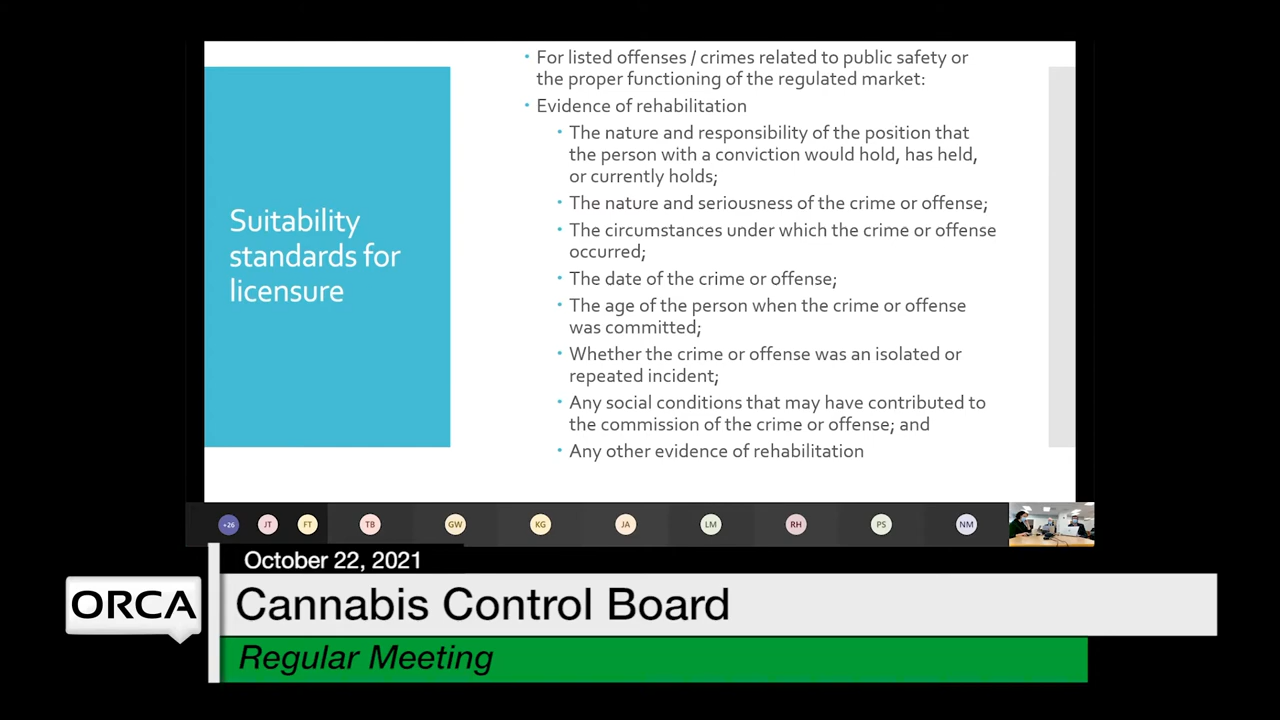 • For listed offenses / crimes related to public safety or
the proper functioning of the regulated market:
• Evidence of rehabilitation
• The nature and responsibility of the position that
the person with a conviction would hold, has held,
or currently holds;
• The nature and seriousness of the crime or offense;
• The circumstances under which the crime or offense
occurred;
• The date of the crime or offense;
• The age of the person when the crime or offense
was committed;
• Whether the crime or offense was an isolated or
repeated incident;
• Any social conditions that may have contributed to
the commission of the crime or offense; and
• Any other evidence of rehabilitation
Suitability
standards for
licensure
+26 JT FT TB GW KG JA LM RH PS NM
October 22, 2021
ORCA
Cannabis Control Board
Regular Meeting